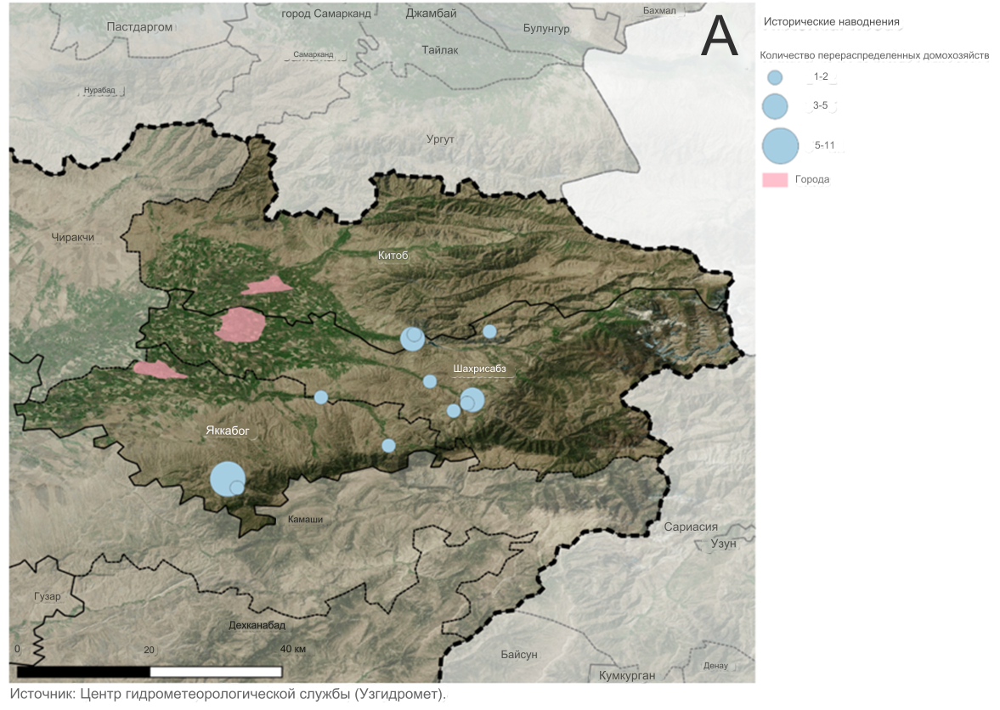 город Самарканд
Джамбай
Бахмал
Пастдаргом
Булунгур
А
Самарканд
Тайлак
Нурабад
Ургут
Чиракчи
Китоб
Шахрисабз
Яккабог
Камаши
Сариасия
Узун
Гузар
Дехканабад
Байсун
Денау
Кумкурган
0
20
40 км
Исторические наводнения
Количество перераспределенных домохозяйств
1-2
3-5
5-11
Города
Источник: Центр гидрометеорологической службы (Узгидромет).